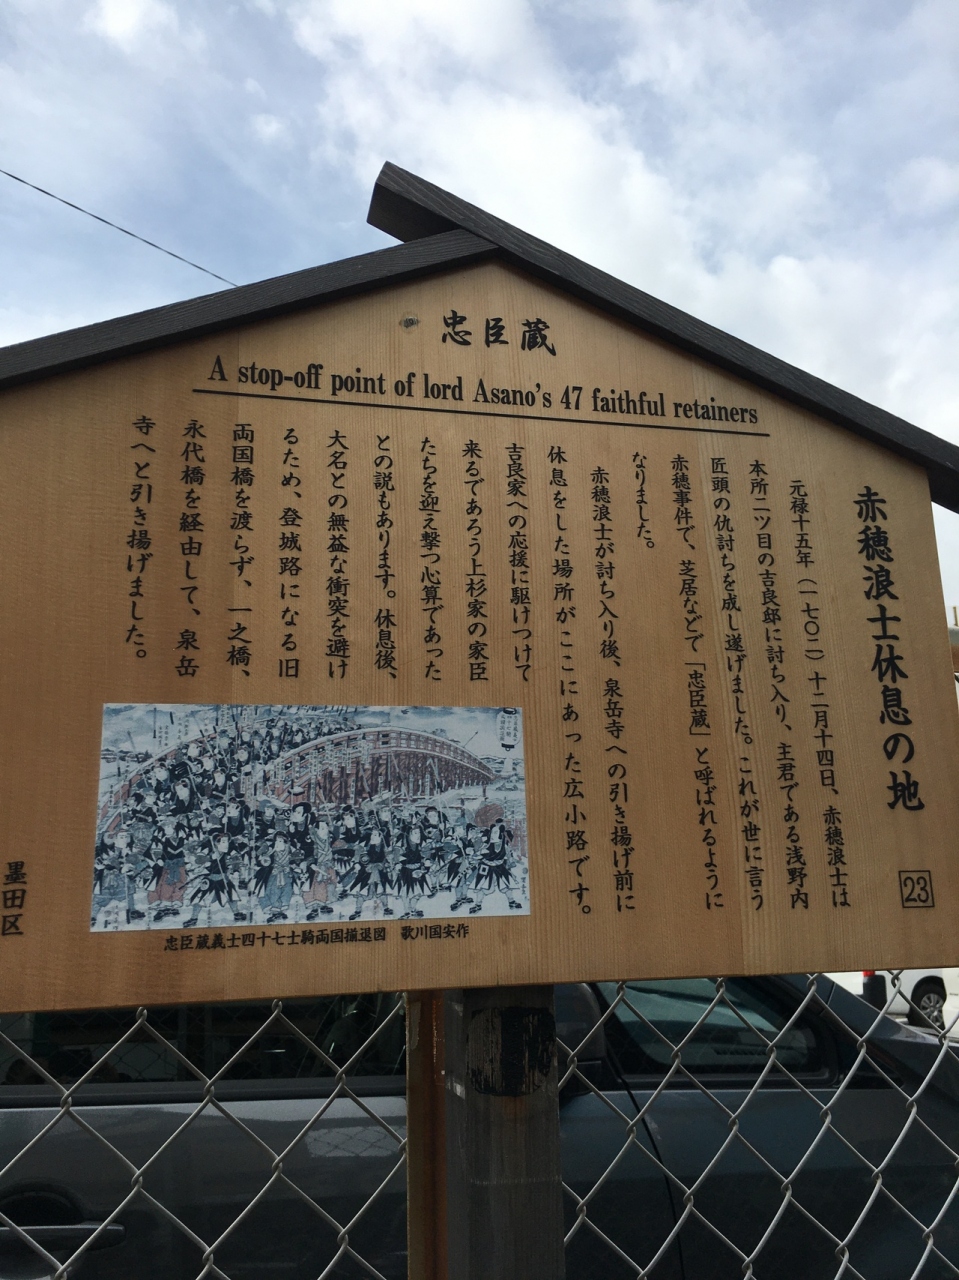 忠臣蔵
A stop-off point of lord Asano's 47 faithful retainers
赤穂浪士休息の地
23
元禄十五年（一七〇二）十二月十四日、赤穂浪士は
本所二ツ目の吉良邸に討ち入り、主君である浅野内
匠頭の仇討ちを成し遂げました。これが世に言う
赤穂事件で、芝居などで「忠臣蔵」と呼ばれるように
なりました。
赤穂浪士が討ち入り後、泉岳寺への引き揚げ前に
休息をした場所がここにあった広小路です。
吉良家への応援に駆けつけて
来るであろう上杉家の家臣
たちを迎え撃つ心算であった
との説もあります。休息後、
大名との無益な衝突を避け
るため、登城路になる旧
両国橋を渡らず、一之橋、
永代橋を経由して、泉岳
寺へと引き揚げました。
忠臣蔵義士四十七士騎両国揃退図 歌川国安作
墨田区